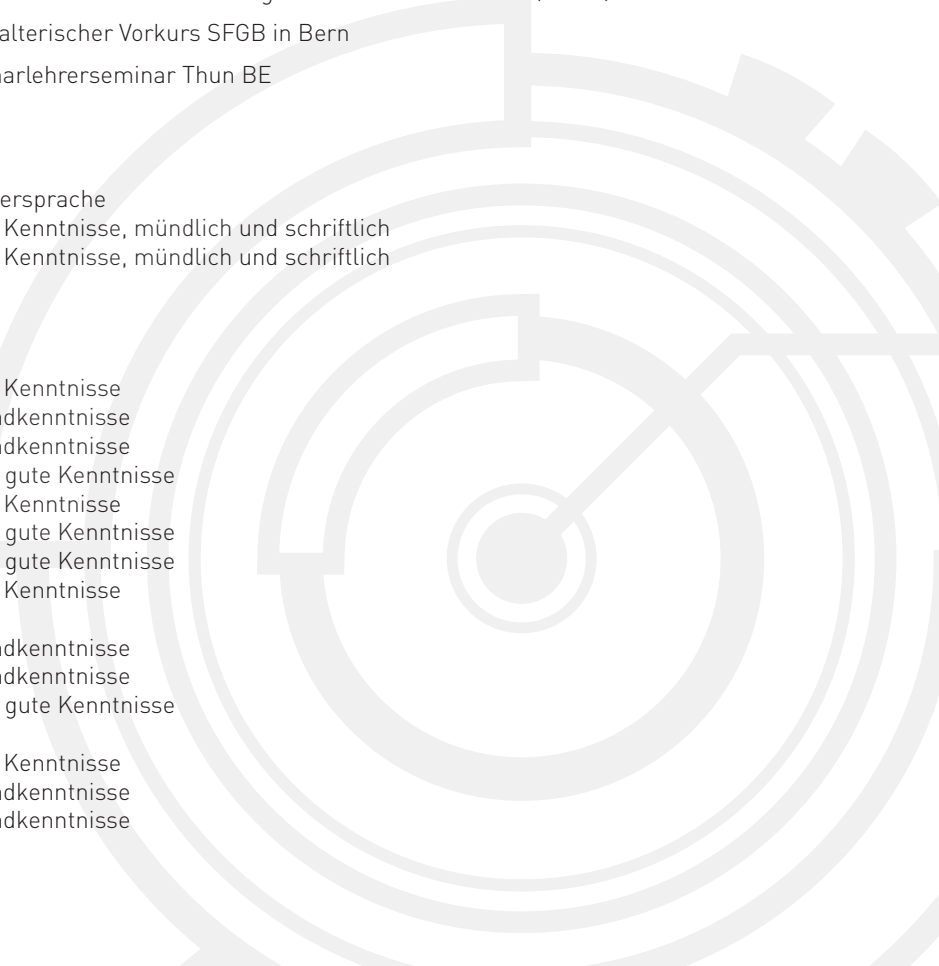 alterischer Vorkurs SFGB in Bern
arlehrerseminar Thun BE
ersprache
Kenntnisse, mündlich und schriftlich
Kenntnisse, mündlich und schriftlich
Kenntnisse
dkenntnisse
dkenntnisse
gute Kenntnisse
Kenntnisse
gute Kenntnisse
gute Kenntnisse
Kenntnisse
dkenntnisse
dkenntnisse
gute Kenntnisse
Kenntnisse
dkenntnisse
dkenntnisse